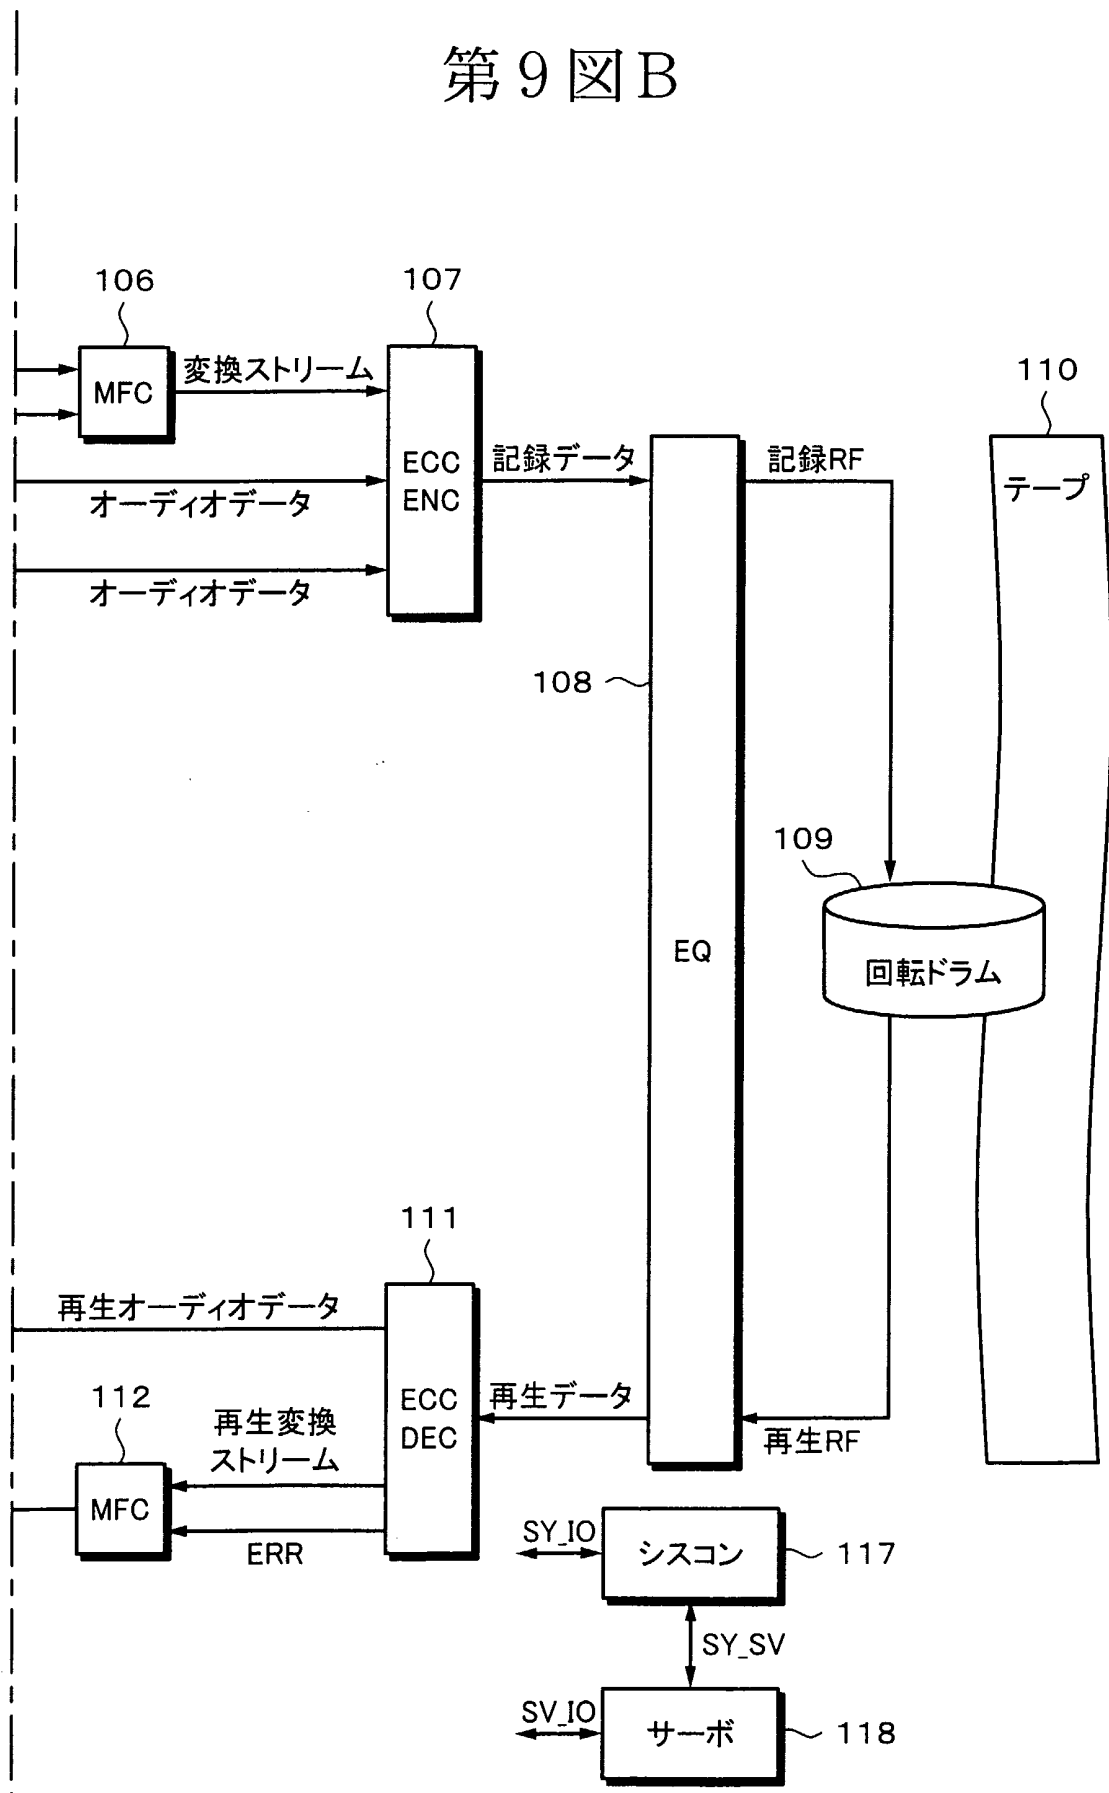 第9図B
106
107
MFC
変換ストリーム
110
ECC
ENC
記録データ
記録RF
テープ
オーディオデータ
オーディオデータ
108
109
EQ
回転ドラム
111
再生オーディオデータ
112
ECC
DEC
再生データ
再生RF
再生変換
ストリーム
MFC
ERR
SY_IO
シスコン
117
SY_SV
SV_IO
サーボ
118